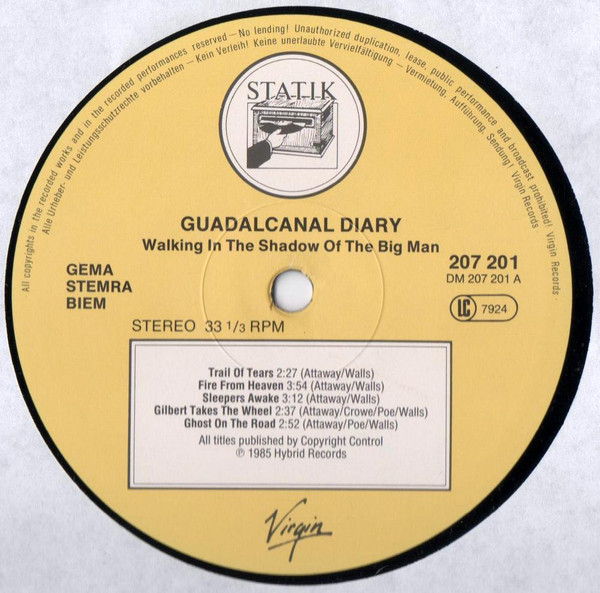 All copyrights in the recorded works and in the recorded performances reserved – No lending! Unauthorized duplication, lease, public performance and broadcast prohibited! Virgin Records
Alle Urheber- und Leistungsschutzrechte vorbehalten – Kein Verleih! Keine unerlaubte Vervielfältigung – Vermietung, Aufführung, Sendung! Virgin Records
STATIK
GUADALCANAL DIARY
Walking In The Shadow Of The Big Man
GEMA
STEMRA
BIEM
207 201
DM 207 201 A
LC 7924
STEREO 33 1/3 RPM
Trail Of Tears 2:27 (Attaway/Walls)
Fire From Heaven 3:54 (Attaway/Walls)
Sleepers Awake 3:12 (Attaway/Walls)
Gilbert Takes The Wheel 2:37 (Attaway/Crowe/Poe/Walls)
Ghost On The Road 2:52 (Attaway/Poe/Walls)
All titles published by Copyright Control
℗ 1985 Hybrid Records
Virgin